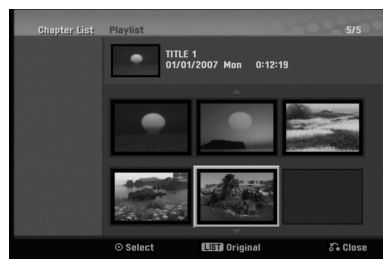 Chapter List Playlist 5/5
TITLE 1
01/01/2007 Mon 0:12:19
Select LIST Original Close